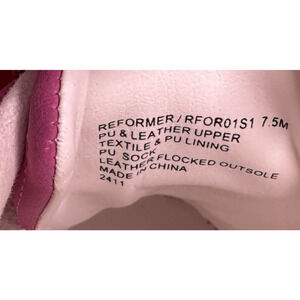 REFORMER/RFOR01S1 7.5M
PU & LEATHER UPPER
TEXTILE & PU LINING
PU SOCK
LEATHER FLOCKED OUTSOLE
MADE IN CHINA
2411